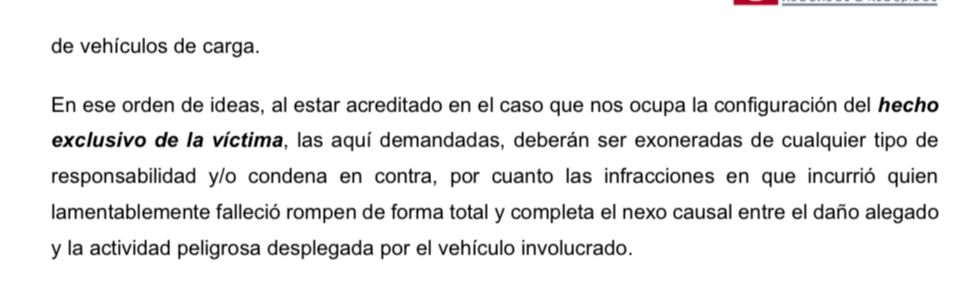 de vehículos de carga.
En ese orden de ideas, al estar acreditado en el caso que nos ocupa la configuración del hecho
exclusivo de la víctima, las aquí demandadas, deberán ser exoneradas de cualquier tipo de
responsabilidad y/o condena en contra, por cuanto las infracciones en que incurrió quien
lamentablemente falleció rompen de forma total y completa el nexo causal entre el daño alegado
y la actividad peligrosa desplegada por el vehículo involucrado.